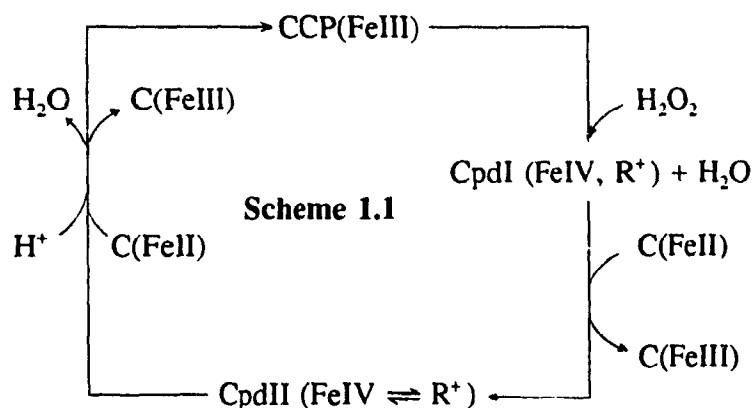 CCP(FeIII)
H₂O C(FeIII)
H₂O₂
CpdI (FeIV, R⁺) + H₂O
Scheme 1.1
H⁺ C(FeII)
C(FeII)
C(FeIII)
CpdII (FeIV ⇌ R⁺)